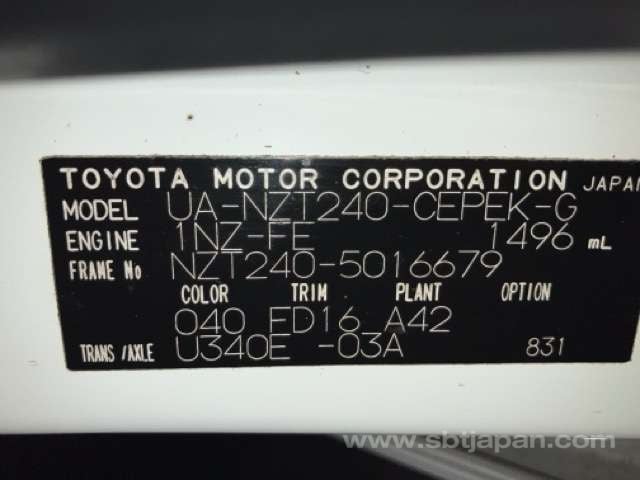 TOYOTA MOTOR CORPORATION JAPAN
MODEL UA-NZT240-CEPEK-G
ENGINE 1NZ-FE 1496 mL
FRAME No NZT240-5016679
COLOR TRIM PLANT OPTION
040 FD16 A42
TRANS/AXLE U340E -03A 831
www.sbtjapan.com